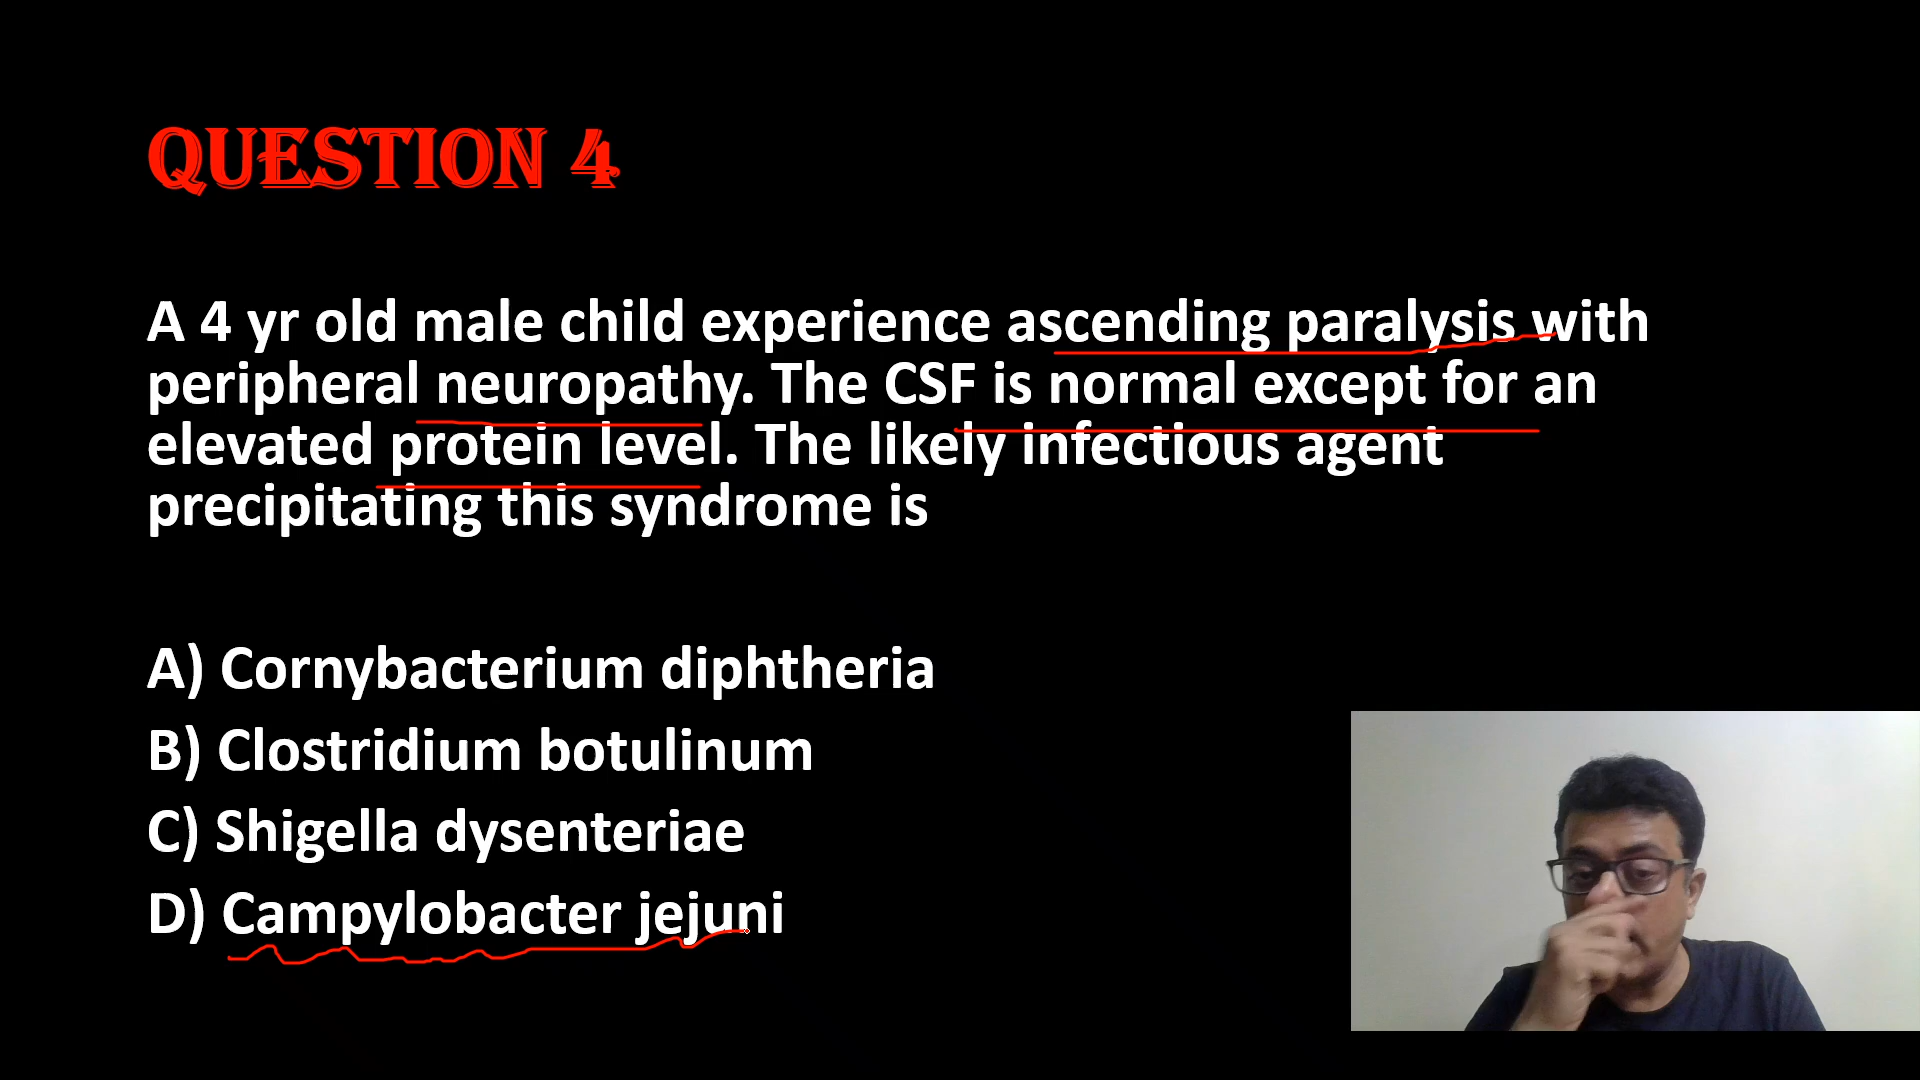 QUESTION 4
A 4 yr old male child experience ascending paralysis with
peripheral neuropathy. The CSF is normal except for an
elevated protein level. The likely infectious agent
precipitating this syndrome is
A) Cornybacterium diphtheria
B) Clostridium botulinum
C) Shigella dysenteriae
D) Campylobacter jejuni